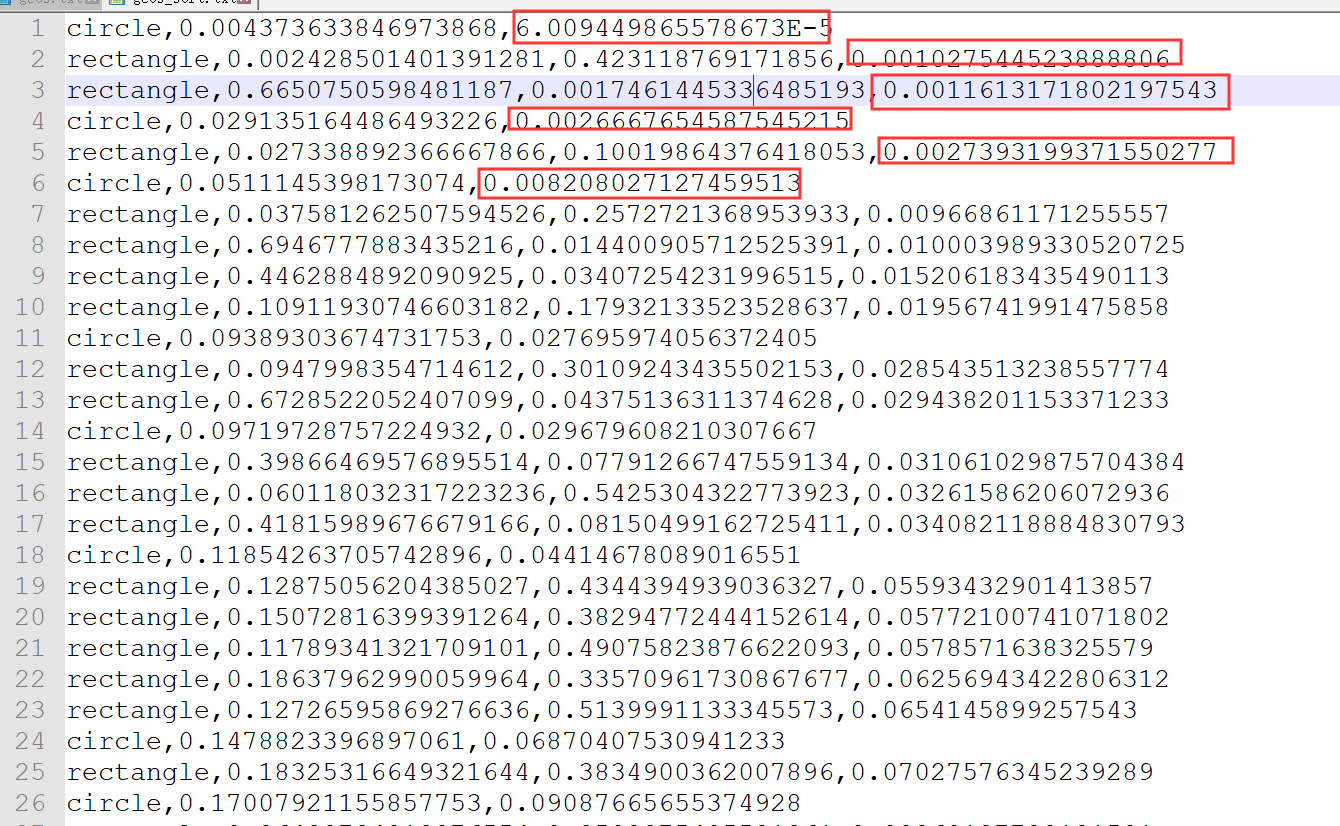 geo3_sort.txt
1 circle,0.004373633846973868,6.009449865578673E-5
2 rectangle,0.002428501401391281,0.423118769171856,0.001027544523888806
3 rectangle,0.6650750598481187,0.0017461445336485193,0.0011613171802197543
4 circle,0.029135164486493226,0.0026667654587545215
5 rectangle,0.027338892366667866,0.10019864376418053,0.0027393199371550277
6 circle,0.0511145398173074,0.008208027127459513
7 rectangle,0.037581262507594526,0.2572721368953933,0.00966861171255557
8 rectangle,0.6946777883435216,0.014400905712525391,0.010003989330520725
9 rectangle,0.4462884892090925,0.03407254231996515,0.015206183435490113
10 rectangle,0.10911930746603182,0.17932133523528637,0.01956741991475858
11 circle,0.09389303674731753,0.027695974056372405
12 rectangle,0.0947998354714612,0.30109243435502153,0.028543513238557774
13 rectangle,0.6728522052407099,0.04375136311374628,0.029438201153371233
14 circle,0.09719728757224932,0.029679608210307667
15 rectangle,0.39866469576895514,0.07791266747559134,0.031061029875704384
16 rectangle,0.060118032317223236,0.5425304322773923,0.03261586206072936
17 rectangle,0.41815989676679166,0.08150499162725411,0.034082118884830793
18 circle,0.11854263705742896,0.04414678089016551
19 rectangle,0.12875056204385027,0.4344394939036327,0.05593432901413857
20 rectangle,0.15072816399391264,0.38294772444152614,0.05772100741071802
21 rectangle,0.11789341321709101,0.49075823876622093,0.0578571638325579
22 rectangle,0.18637962990059964,0.33570961730867677,0.06256943422806312
23 rectangle,0.12726595869276636,0.5139991133345573,0.0654145899257543
24 circle,0.1478823396897061,0.06870407530941233
25 rectangle,0.18325316649321644,0.3834900362007896,0.07027576345239289
26 circle,0.17007921155857753,0.09087665655374928